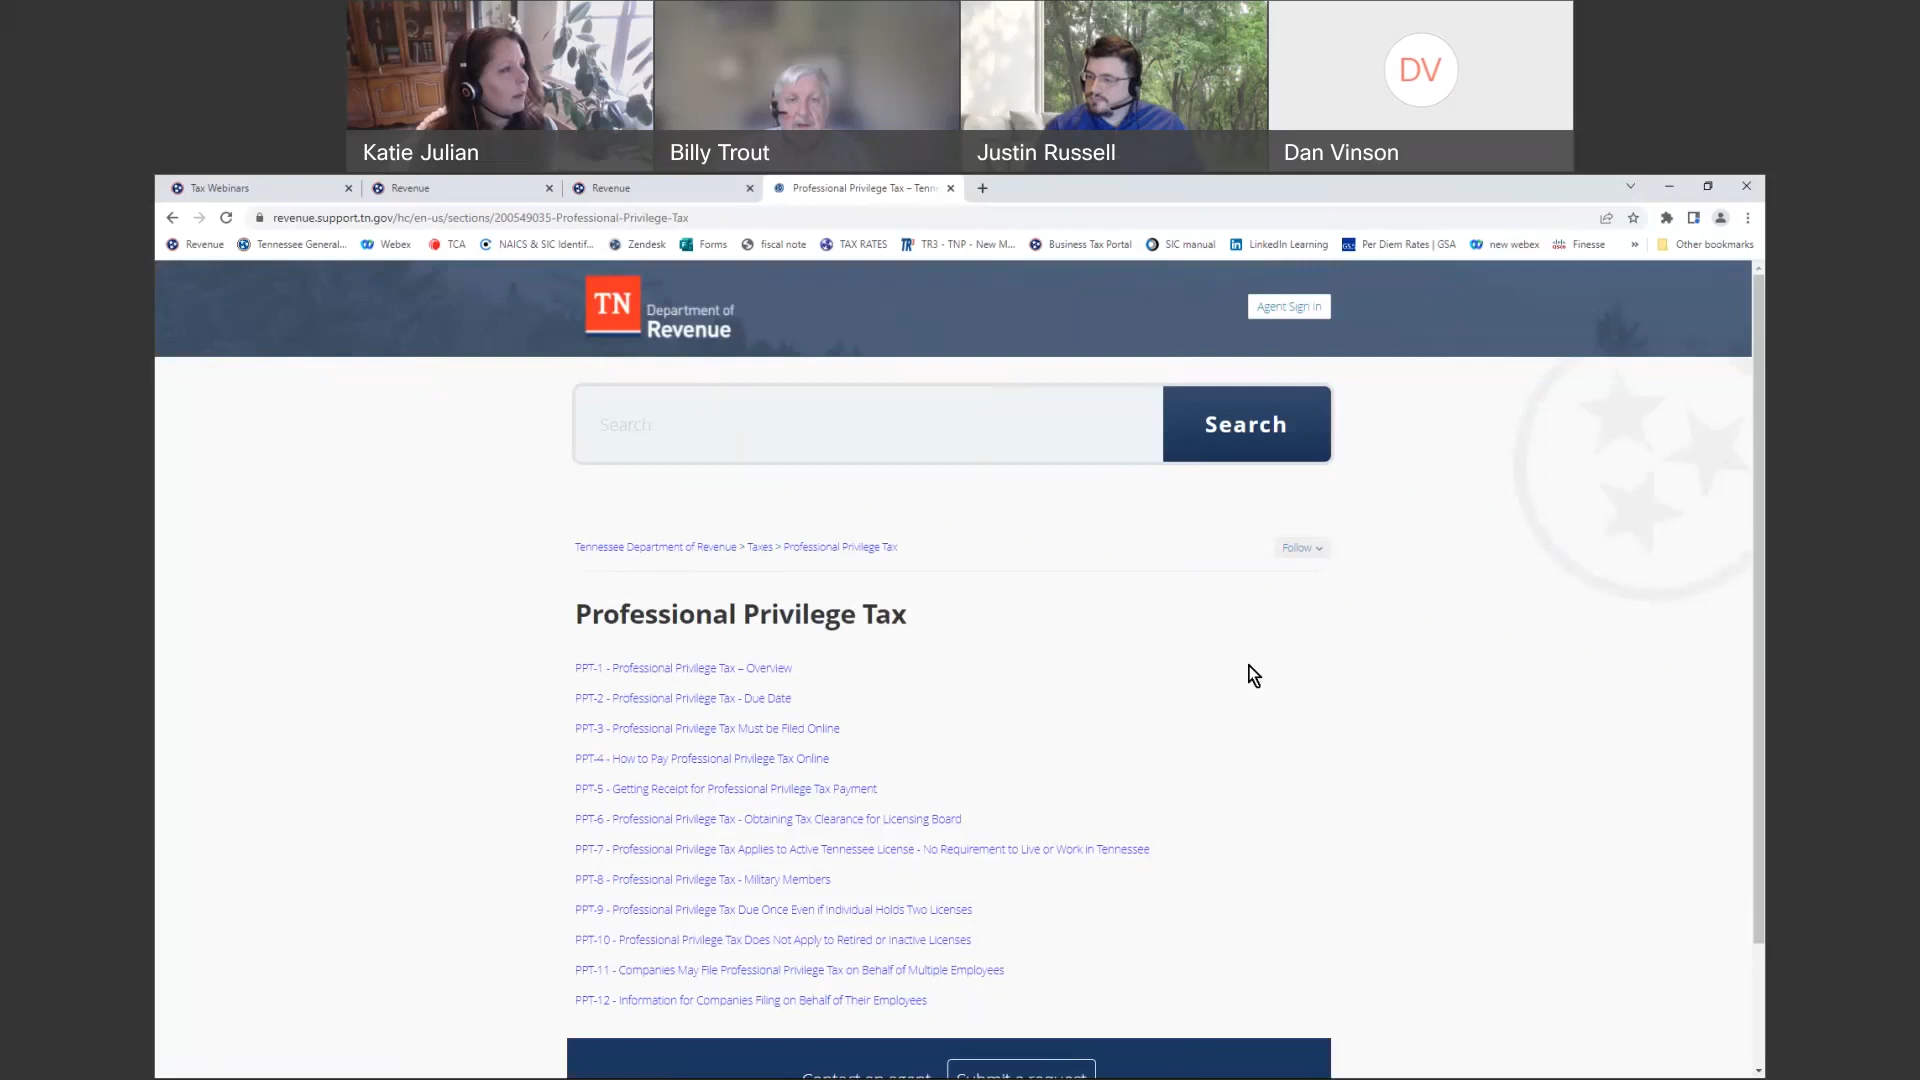 DV
Katie Julian
Billy Trout
Justin Russell
Dan Vinson
Tax Webinars
Revenue
Revenue
Professional Privilege Tax – Tenn
revenue.support.tn.gov/hc/en-us/sections/200549035-Professional-Privilege-Tax
Revenue
Tennessee General...
Webex
TCA
NAICS & SIC Identif...
Zendesk
Forms
fiscal note
TAX RATES
TR3 - TNP - New M...
Business Tax Portal
SIC manual
LinkedIn Learning
Per Diem Rates | GSA
new webex
Finesse
»
Other bookmarks
TN
Department of
Revenue
Agent Sign in
Search
Search
Tennessee Department of Revenue > Taxes > Professional Privilege Tax
Follow
Professional Privilege Tax
PPT-1 - Professional Privilege Tax – Overview
PPT-2 - Professional Privilege Tax - Due Date
PPT-3 - Professional Privilege Tax Must be Filed Online
PPT-4 - How to Pay Professional Privilege Tax Online
PPT-5 - Getting Receipt for Professional Privilege Tax Payment
PPT-6 - Professional Privilege Tax - Obtaining Tax Clearance for Licensing Board
PPT-7 - Professional Privilege Tax Applies to Active Tennessee License - No Requirement to Live or Work in Tennessee
PPT-8 - Professional Privilege Tax - Military Members
PPT-9 - Professional Privilege Tax Due Once Even if Individual Holds Two Licenses
PPT-10 - Professional Privilege Tax Does Not Apply to Retired or Inactive Licenses
PPT-11 - Companies May File Professional Privilege Tax on Behalf of Multiple Employees
PPT-12 - Information for Companies Filing on Behalf of Their Employees
Contact an agent
Submit a request